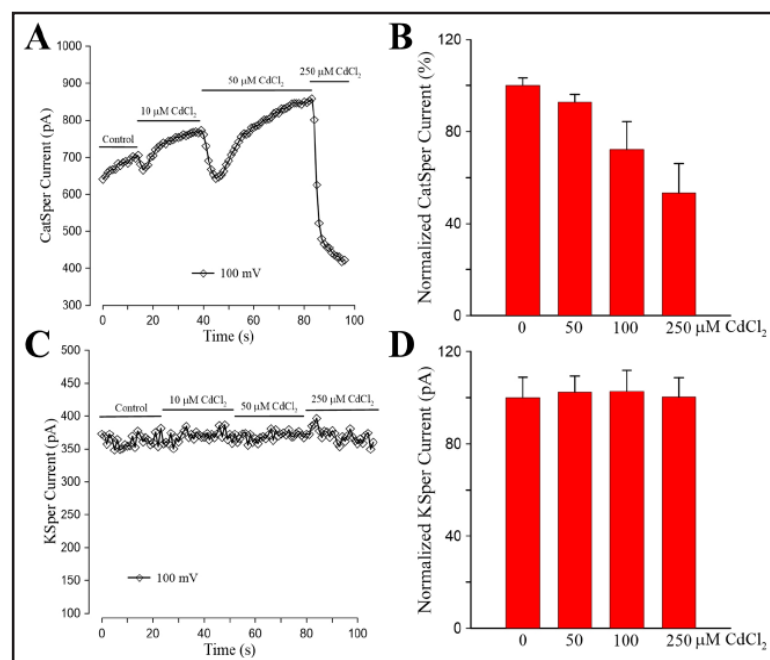 A
CatSper Current (pA)
1000
900
800
700
600
500
400
300
Control
10 μM CdCl2
50 μM CdCl2
250 μM CdCl2
100 mV
0 20 40 60 80 100
Time (s)
B
Normalized CatSper Current (%)
120
80
40
0
0 50 100 250 μM CdCl2
C
KSper Current (pA)
500
450
400
350
300
250
200
150
100
Control
10 μM CdCl2
50 μM CdCl2
250 μM CdCl2
100 mV
0 20 40 60 80 100
Time (s)
D
Normalized KSper Current (pA)
120
80
40
0
0 50 100 250 μM CdCl2